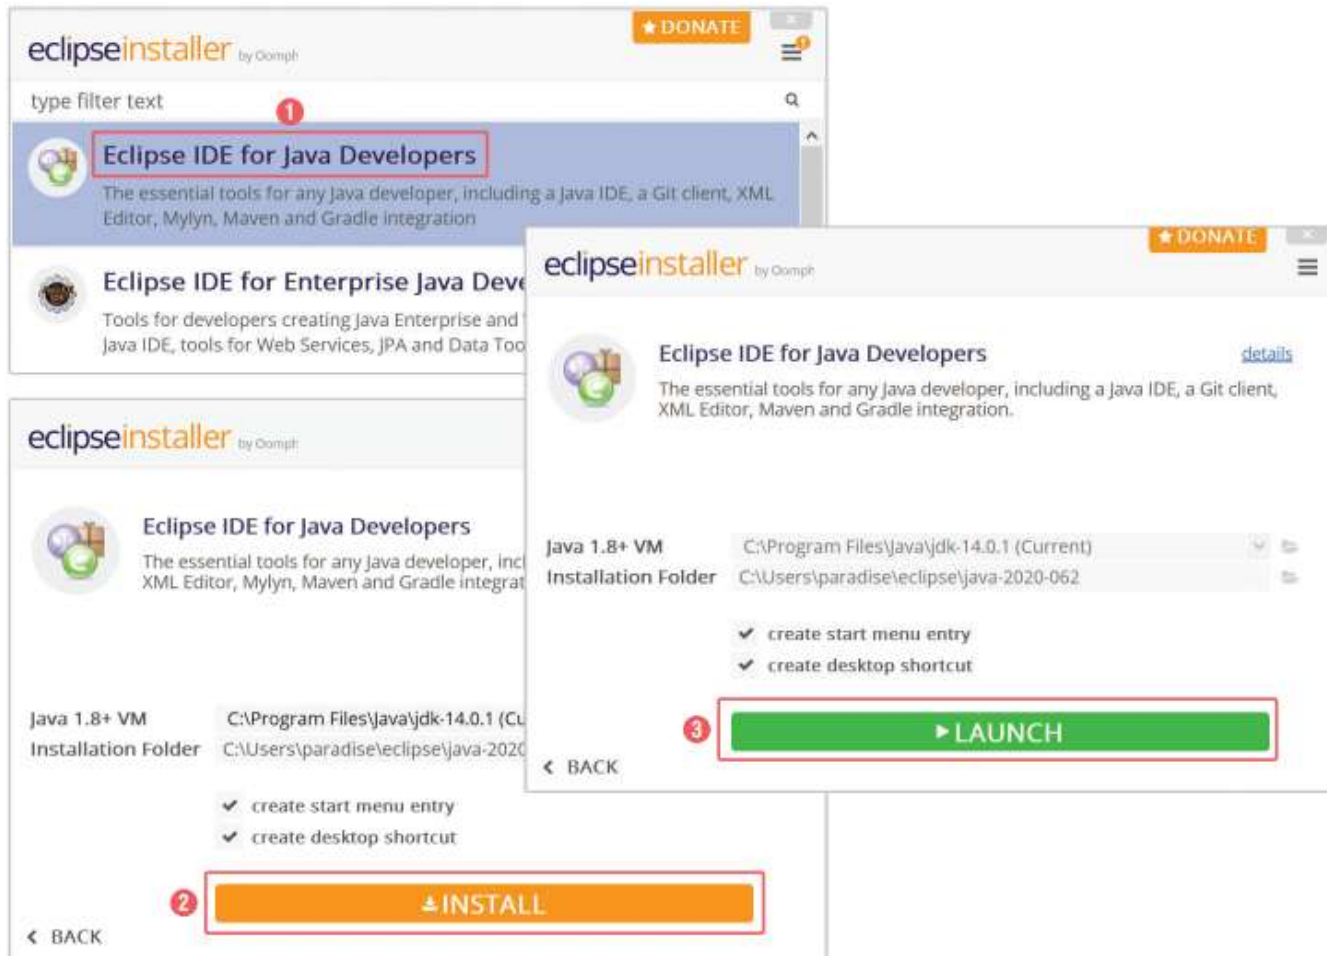 eclipseinstaller by Oomph
★ DONATE
type filter text
1
Eclipse IDE for Java Developers
The essential tools for any Java developer, including a Java IDE, a Git client, XML
Editor, Mylyn, Maven and Gradle integration
Eclipse IDE for Enterprise Java Deve
Tools for developers creating Java Enterprise and
Java IDE, tools for Web Services, JPA and Data Too
eclipseinstaller by Oomph
Eclipse IDE for Java Developers
The essential tools for any Java developer, incl
XML Editor, Mylyn, Maven and Gradle integrat
Java 1.8+ VM C:\Program Files\Java\jdk-14.0.1 (Cu
Installation Folder C:\Users\paradise\eclipse\java-2020
create start menu entry
create desktop shortcut
2
INSTALL
BACK
★ DONATE
eclipseinstaller by Oomph
Eclipse IDE for Java Developers details
The essential tools for any Java developer, including a Java IDE, a Git client,
XML Editor, Maven and Gradle integration.
Java 1.8+ VM C:\Program Files\Java\jdk-14.0.1 (Current)
Installation Folder C:\Users\paradise\eclipse\java-2020-062
create start menu entry
create desktop shortcut
3
LAUNCH
BACK